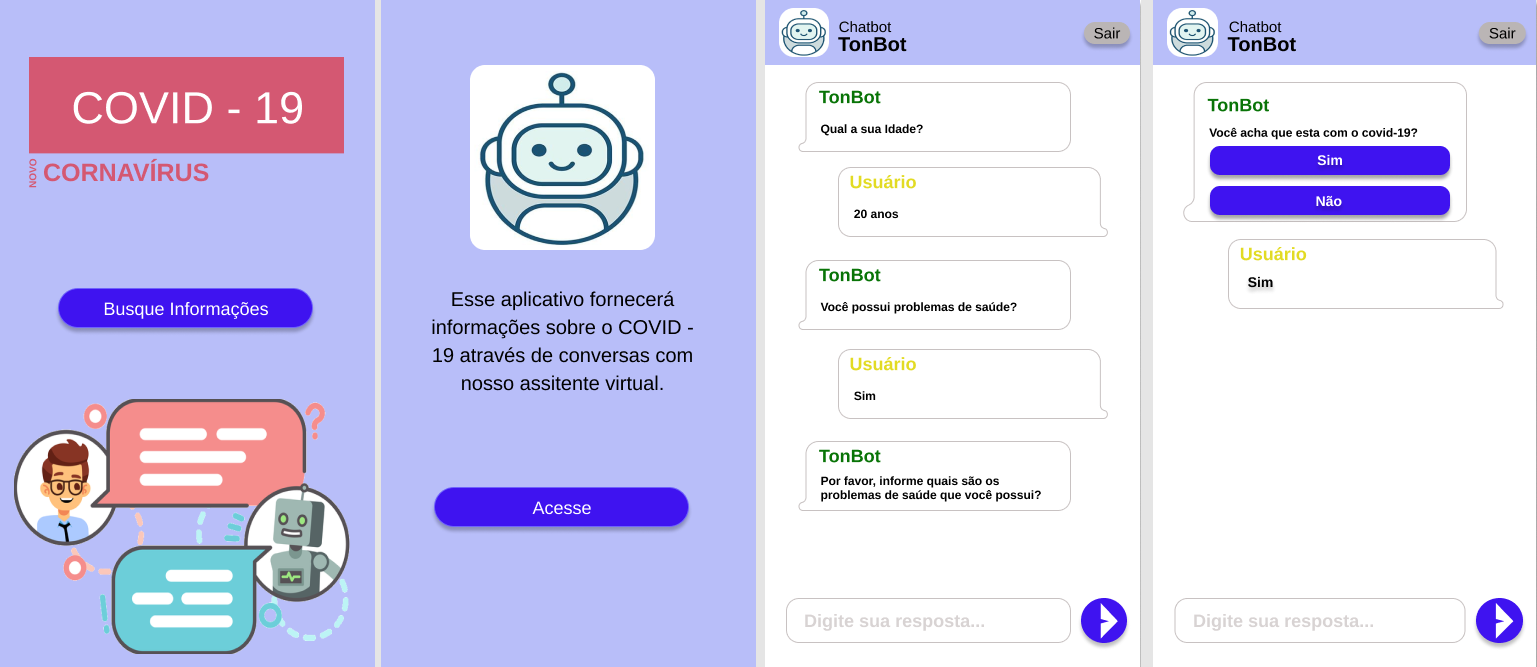 COVID - 19
NOVO
CORNAVÍRUS
Busque Informações
Esse aplicativo fornecerá
informações sobre o COVID -
19 através de conversas com
nosso assitente virtual.
Acesse
Chatbot
TonBot
Sair
TonBot
Qual a sua Idade?
Usuário
20 anos
TonBot
Você possui problemas de saúde?
Usuário
Sim
TonBot
Por favor, informe quais são os
problemas de saúde que você possui?
Digite sua resposta...
Chatbot
TonBot
Sair
TonBot
Você acha que esta com o covid-19?
Sim
Não
Usuário
Sim
Digite sua resposta...